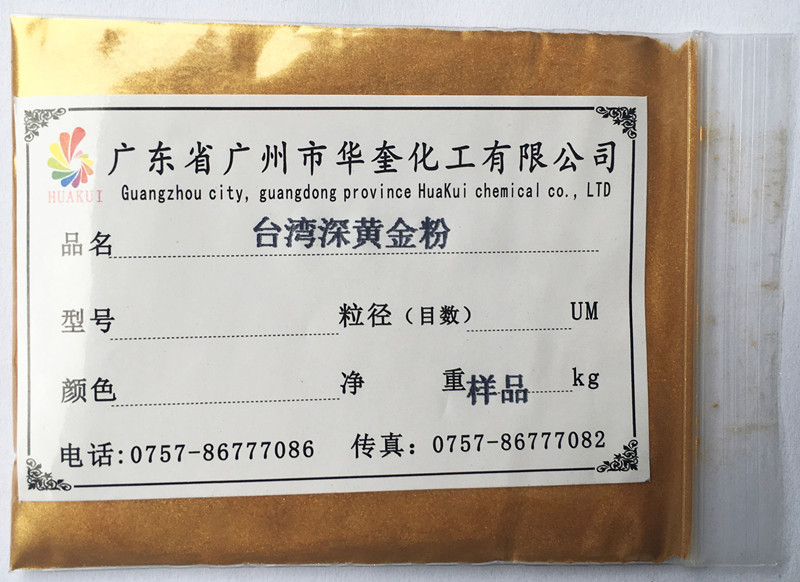 广东省广州市华奎化工有限公司
HUAKUI
Guangzhou city, guangdong province HuaKui chemical co., LTD
品名 台湾深黄金粉
型号 粒径（目数） UM
颜色 净 重 样品 kg
电话:0757-86777086 传真：0757-86777082